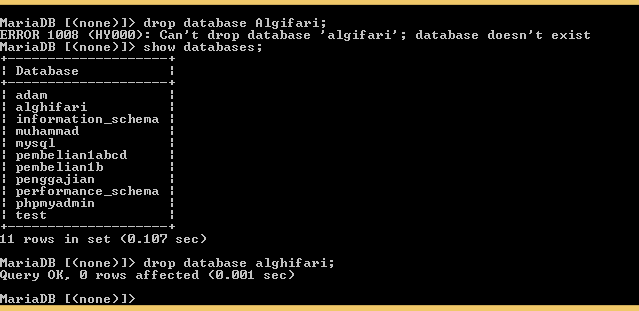 MariaDB [(none)]> drop database Algifari;
ERROR 1008 (HY000): Can't drop database 'algifari'; database doesn't exist
MariaDB [(none)]> show databases;
+--------------------+
| Database           |
+--------------------+
| adam               |
| alghifari          |
| information_schema |
| muhammad           |
| mysql              |
| pembelian1abcd     |
| pembelian1b        |
| penggajian         |
| performance_schema |
| phpmyadmin         |
| test               |
+--------------------+
11 rows in set (0.107 sec)
MariaDB [(none)]> drop database alghifari;
Query OK, 0 rows affected (0.001 sec)
MariaDB [(none)]>